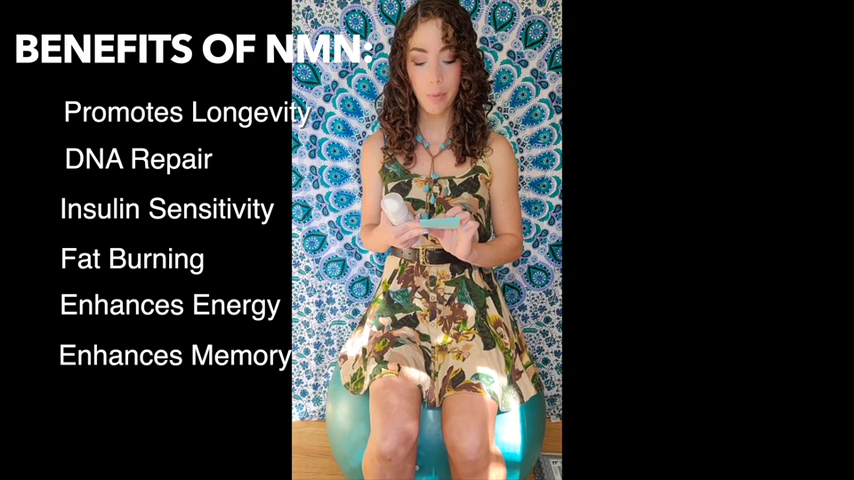 BENEFITS OF NMN:
Promotes Longevity
DNA Repair
Insulin Sensitivity
Fat Burning
Enhances Energy
Enhances Memory